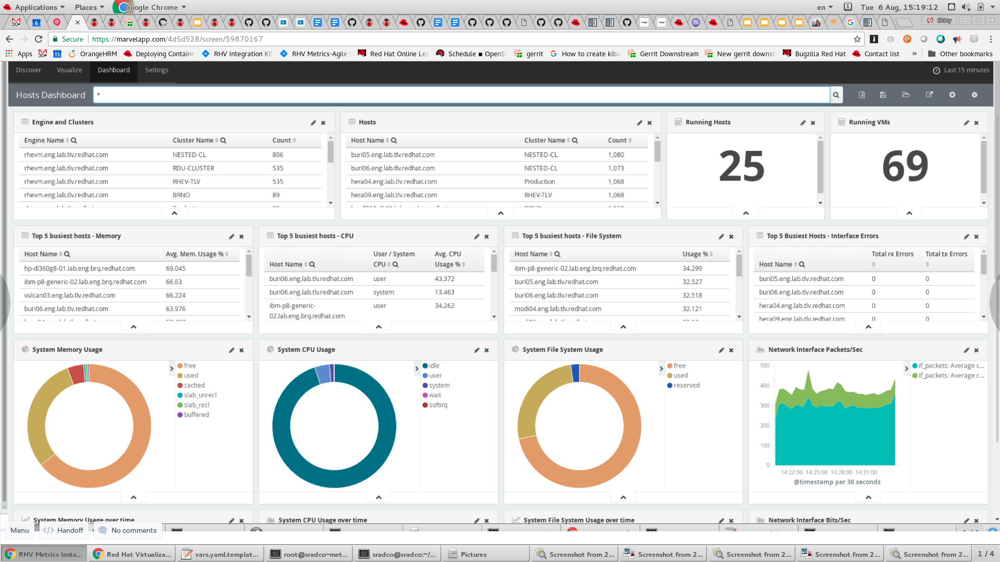 Applications Places Google Chrome en 1 Tue 6 Aug, 15:19:12
Shirly
Secure https://marvelapp.com/4d5d528/screen/59870167
Apps 30+ 11 OrangeHRM Deploying Containe RHV Integration KB RHV Metrics-Agile Red Hat Online Lea Schedule ■ OpenS gerrit How to create kiba Gerrit Downstream New gerrit downst Bugzilla Red Hat Contact list » Other bookmarks
Discover Visualize Dashboard Settings Last 15 minutes
Hosts Dashboard *
Engine and Clusters
Engine Name Cluster Name Count
rhevm.eng.lab.tlv.redhat.com NESTED-CL 806
rhevm.eng.lab.tlv.redhat.com RDU-CLUSTER 535
rhevm.eng.lab.tlv.redhat.com RHEV-TLV 535
rhevm.eng.lab.tlv.redhat.com BRNO 89
Hosts
Host Name Cluster Name Count
buri05.eng.lab.tlv.redhat.com NESTED-CL 1,080
buri06.eng.lab.tlv.redhat.com NESTED-CL 1,073
hera04.eng.lab.tlv.redhat.com Production 1,068
hera09.eng.lab.tlv.redhat.com RHEV-TLV 1,068
Running Hosts
25
Running VMs
69
Top 5 busiest hosts - Memory
Host Name Avg. Mem. Usage %
hp-dl360g8-01.lab.eng.brq.redhat.com 69.045
ibm-p8-generic-02.lab.eng.brq.redhat.com 66.63
vulcan03.eng.lab.tlv.redhat.com 66.224
buri06.eng.lab.tlv.redhat.com 63.976
Top 5 busiest hosts - CPU
Host Name User / System CPU Avg. CPU Usage %
buri06.eng.lab.tlv.redhat.com user 43.372
buri06.eng.lab.tlv.redhat.com system 13.463
ibm-p8-generic- user 34.262
02.lab.eng.brq.redhat.com
Top 5 busiest hosts - File System
Host Name Usage %
ibm-p8-generic-02.lab.eng.brq.redhat.com 34.299
buri05.eng.lab.tlv.redhat.com 32.527
buri06.eng.lab.tlv.redhat.com 32.518
modi04.eng.lab.tlv.redhat.com 32.121
Top 5 Busiest Hosts - Interface Errors
Host Name Total rx Errors Total tx Errors
buri05.eng.lab.tlv.redhat.com 0 0
buri06.eng.lab.tlv.redhat.com 0 0
hera04.eng.lab.tlv.redhat.com 0 0
hera09.eng.lab.tlv.redhat.com 0 0
System Memory Usage
free
used
cached
slab_unrecl
slab_recl
buffered
System CPU Usage
idle
user
system
wait
softirq
System File System Usage
free
used
reserved
Network Interface Packets/Sec
500
400
300
200
100
0
14:22:00 14:25:00 14:28:00 14:31:00
@timestamp per 30 seconds
if_packets: Average c...
if_packets: Average c...
System Memory Usage over time
System CPU Usage over time
System File System Usage over time
Network Interface Bits/Sec
Menu Handoff No comments
RHV Metrics Insta... Red Hat Virtualiza... vars.yaml.templat... root@sradco-met... sradco@sradco:~/... Pictures Screenshot from 2... Screenshot from 2... Screenshot from 2... Screenshot from 2... Screenshot from 2... 1 / 4